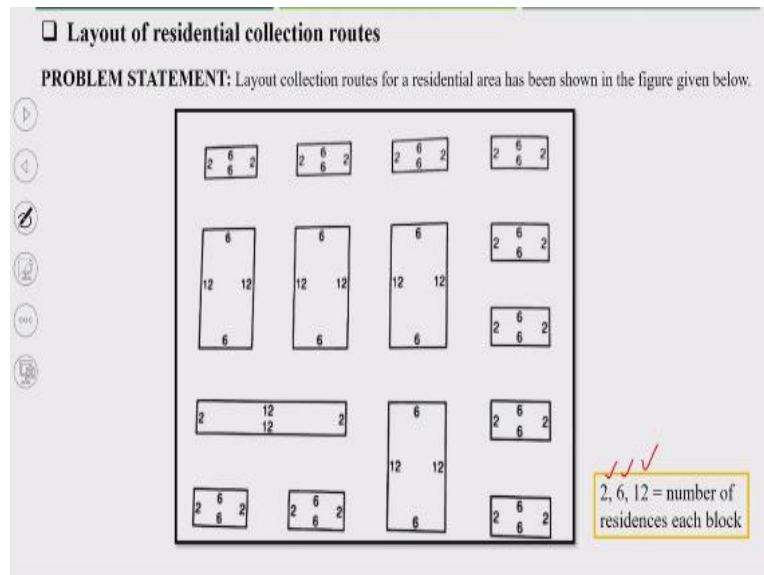 ❑ Layout of residential collection routes
PROBLEM STATEMENT: Layout collection routes for a residential area has been shown in the figure given below.
2 6 2 2 6 2 2 6 2 2 6 2
6 6 6 6
6 6 6 2 6 2
6
12 12 12 12 12 12
2 6 2
6 6 6 6
2 12 2 6 2 6 2
12 6
12 12
2 6 2 2 6 2 2 6 2
6 6 6 6
2, 6, 12 = number of
residences each block